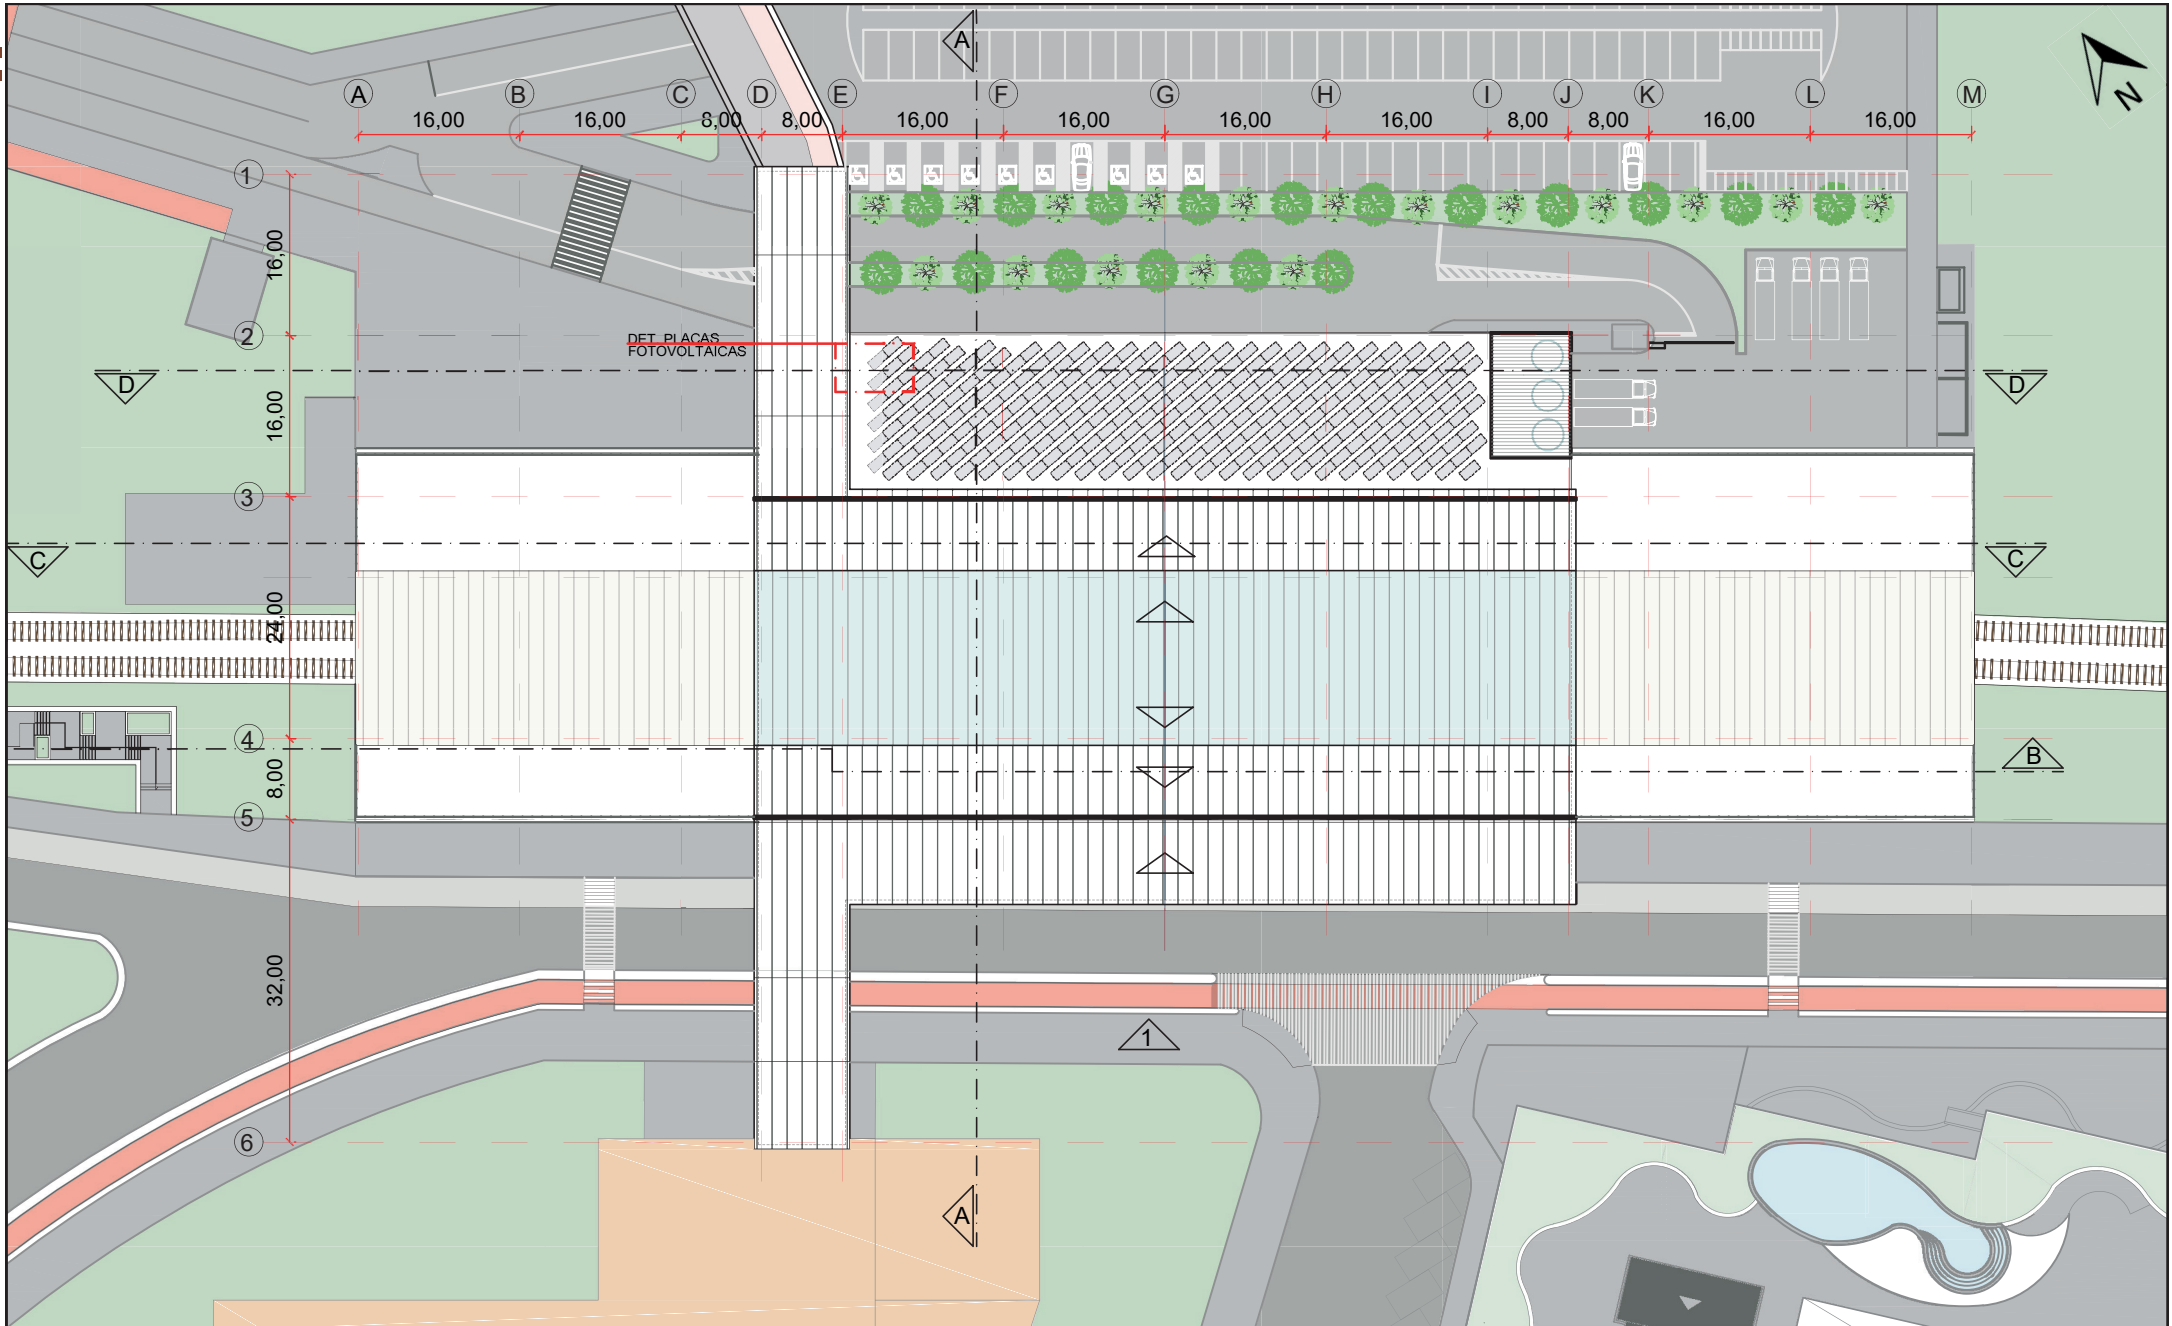 A
N
A B C D E F G H I J K L M
16,00 16,00 8,00 8,00 16,00 16,00 16,00 16,00 8,00 8,00 16,00 16,00
1
16,00
2
DET. PLACAS
FOTOVOLTAICAS
D D
16,00
3
C C
24,00
4
B
8,00
5
32,00
1
6
A